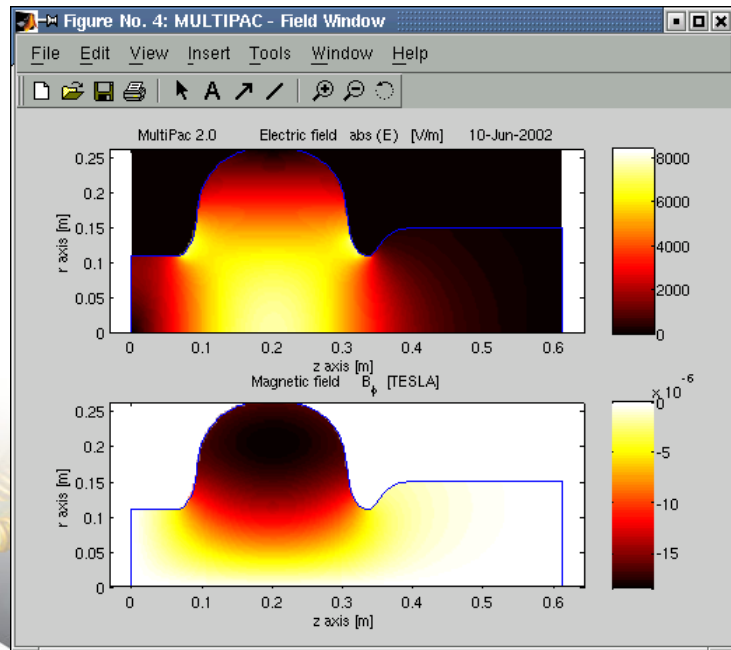 Figure No. 4: MULTIPAC - Field Window
File Edit View Insert Tools Window Help
A
MultiPac 2.0 Electric field abs (E) [V/m] 10-Jun-2002
r axis [m]
0.25
0.2
0.15
0.1
0.05
0
0 0.1 0.2 0.3 0.4 0.5 0.6
z axis [m]
8000
6000
4000
2000
0
Magnetic field B_ϕ [TESLA]
r axis [m]
0.25
0.2
0.15
0.1
0.05
0
0 0.1 0.2 0.3 0.4 0.5 0.6
z axis [m]
x 10^-6
0
-5
-10
-15